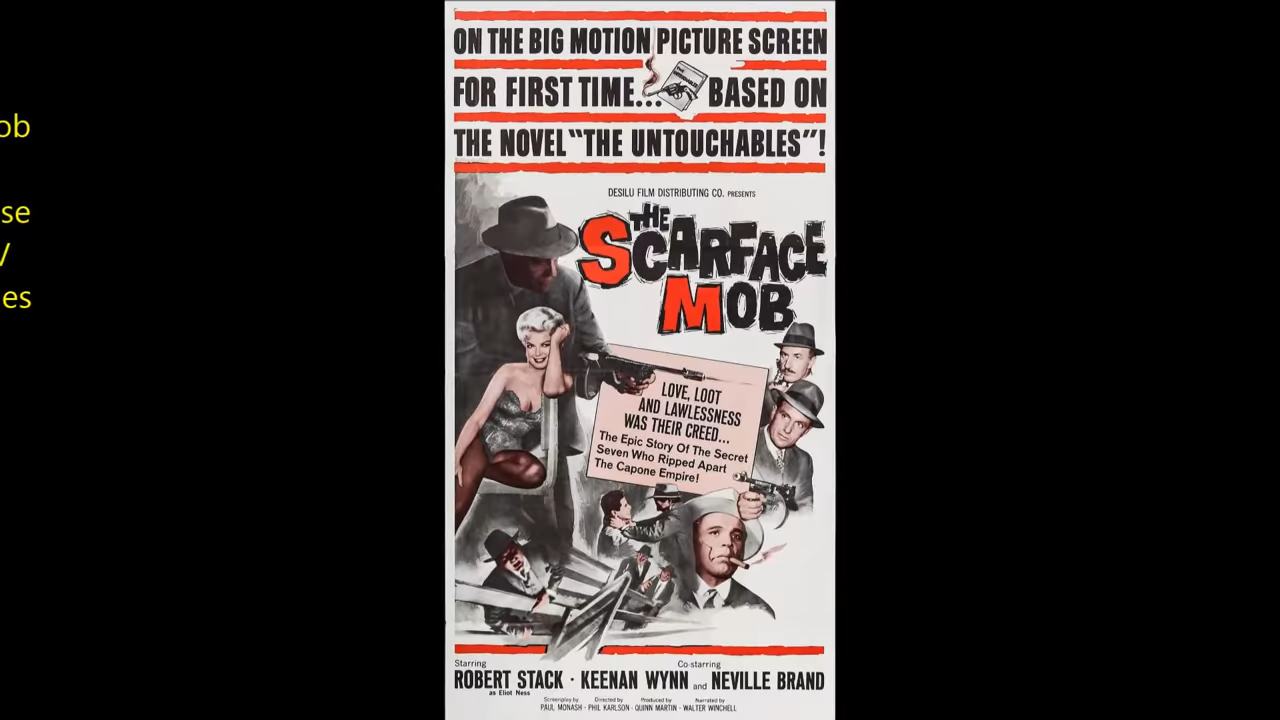 ob
se
V
es
ON THE BIG MOTION PICTURE SCREEN
FOR FIRST TIME... BASED ON
THE NOVEL "THE UNTOUCHABLES"!
DESILU FILM DISTRIBUTING CO. PRESENTS
THE
SCARFACE
MOB
LOVE, LOOT
AND LAWLESSNESS
WAS THEIR CREED...
The Epic Story Of The Secret
Seven Who Ripped Apart
The Capone Empire!
Starring Co-starring
ROBERT STACK · KEENAN WYNN and NEVILLE BRAND
as Eliot Ness
Screenplay by Directed by Produced by Narrated by
PAUL MONASH · PHIL KARLSON · QUINN MARTIN · WALTER WINCHELL